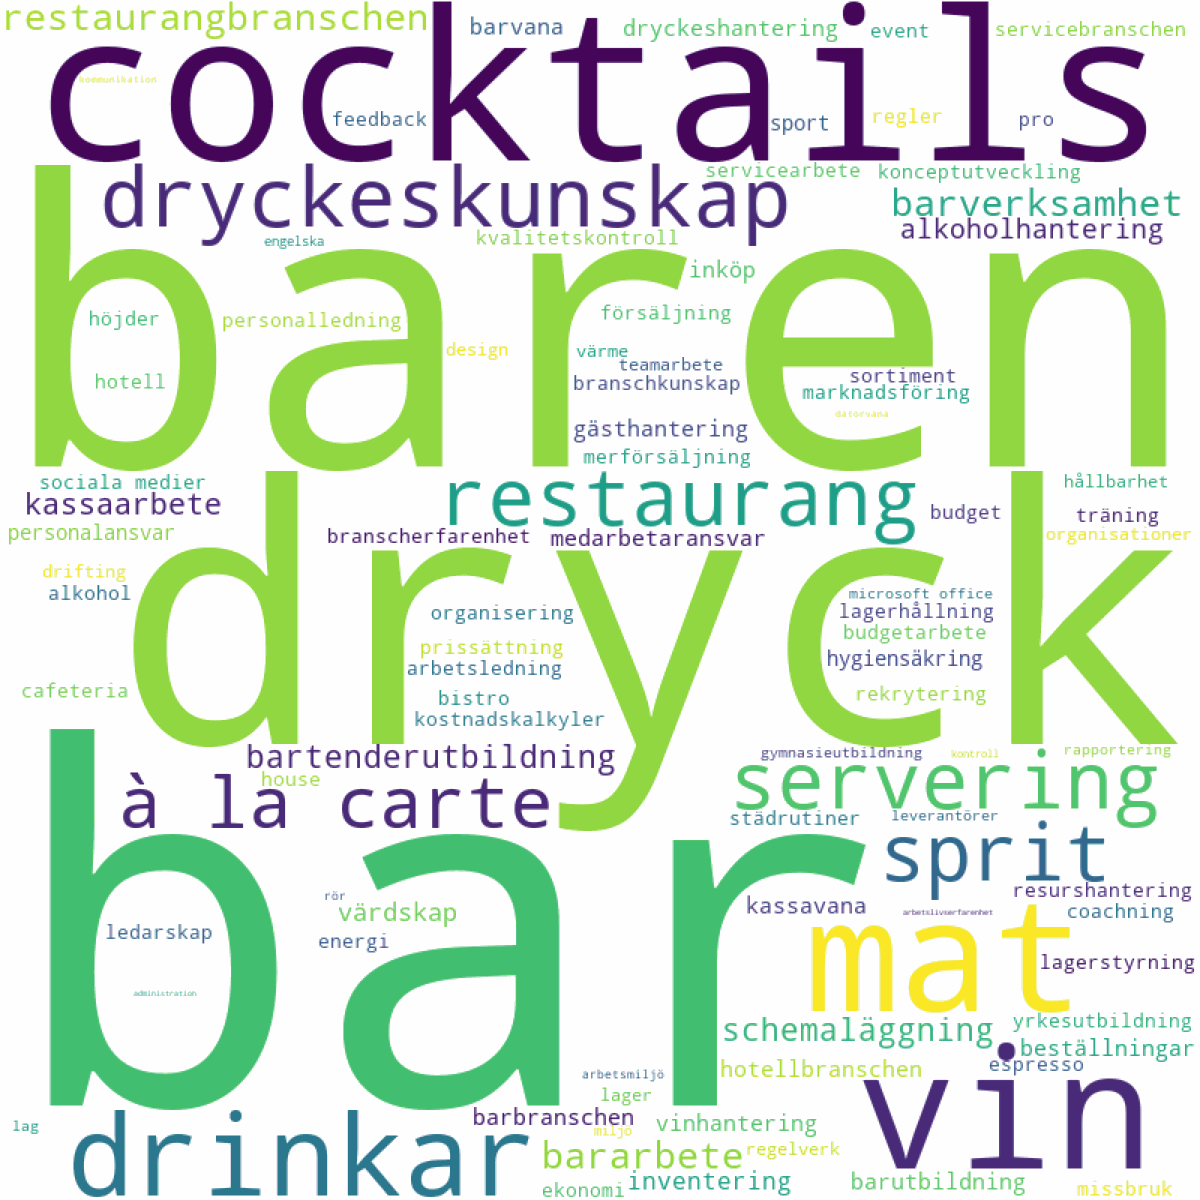 restaurangbranschen
barvana
dryckeshantering
event
servicebranschen
cocktails
kommunikation
feedback
sport
regler
pro
dryckeskunskap
servicearbete
konceptutveckling
barverksamhet
alkoholhantering
engelska
kvalitetskontroll
baren
inköp
höjder
personalledning
försäljning
design
värme
teamarbete
hotell
branschkunskap
sortiment
marknadsföring
datorvana
gästhantering
merförsäljning
sociala medier
restaurang
hållbarhet
kassaarbete
budget
träning
personalansvar
branscherfarenhet
medarbetaransvar
organisationer
dryck
drifting
alkohol
microsoft office
organisering
lagerhållning
prissättning
budgetarbete
arbetsledning
hygiensäkring
cafeteria
bistro
rekrytering
kostnadskalkyler
bar
bartenderutbildning
gymnasieutbildning
kontroll
rapportering
house
servering
à la carte
städrutiner
leverantörer
sprit
rör
värdskap
kassavana
resurshantering
arbetslivserfarenhet
coachning
ledarskap
energi
mat
lagerstyrning
administration
schemaläggning
yrkesutbildning
beställningar
hotellbranschen
espresso
arbetsmiljö
vin
lager
drinkar
barbranschen
vinhantering
lag
miljö
bararbete
regelverk
ekonomi
inventering
barutbildning
missbruk